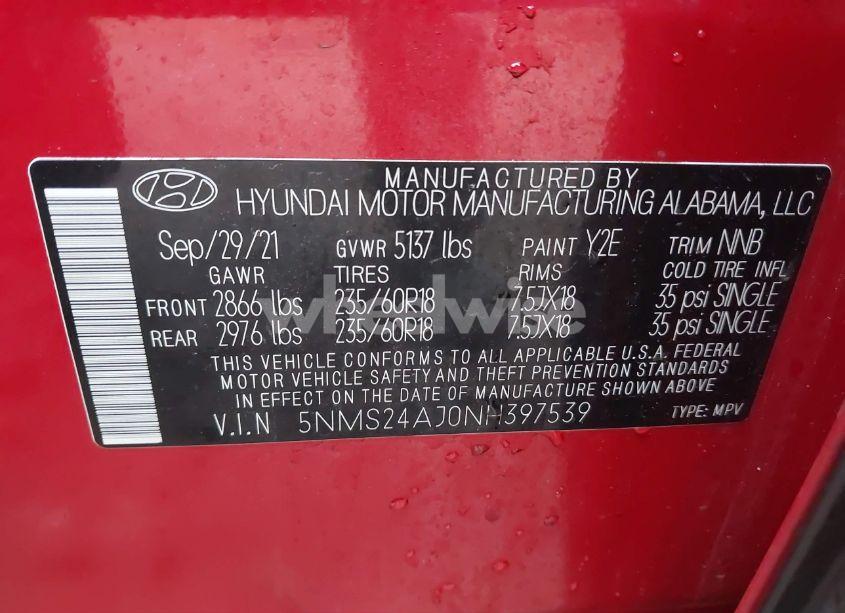 MANUFACTURED BY
HYUNDAI MOTOR MANUFACTURING ALABAMA, LLC
Sep/29/21 GVWR 5137 lbs PAINT Y2E TRIM NNB
GAWR TIRES RIMS COLD TIRE INFL
FRONT 2866 lbs 235/60R18 7.5JX18 35 psi SINGLE
REAR 2976 lbs 235/60R18 7.5JX18 35 psi SINGLE
THIS VEHICLE CONFORMS TO ALL APPLICABLE U.S.A. FEDERAL
MOTOR VEHICLE SAFETY AND THEFT PREVENTION STANDARDS
IN EFFECT ON THE DATE OF MANUFACTURE SHOWN ABOVE
V.I.N 5NMS24AJ0NH397539 TYPE: MPV